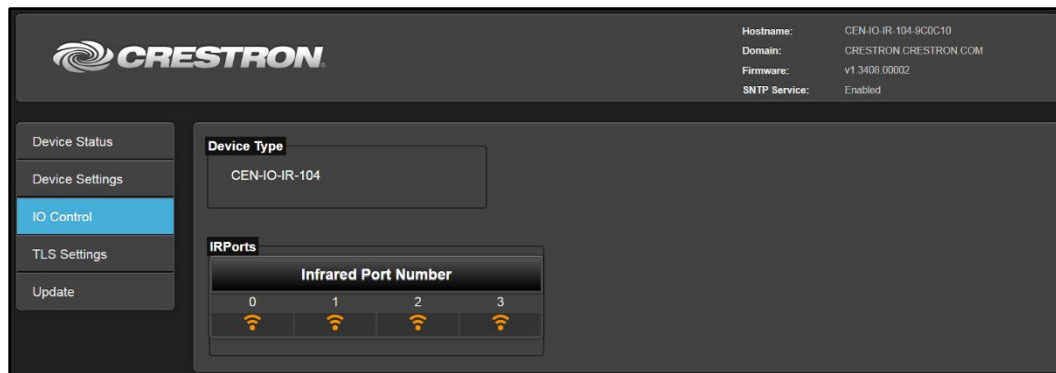 CRESTRON
Hostname: CEN-IO-IR-104-9C0C10
Domain: CRESTRON.CRESTRON.COM
Firmware: v1.3408.00002
SNTP Service: Enabled
Device Status
Device Settings
IO Control
TLS Settings
Update
Device Type
CEN-IO-IR-104
IRPorts
Infrared Port Number
0 1 2 3